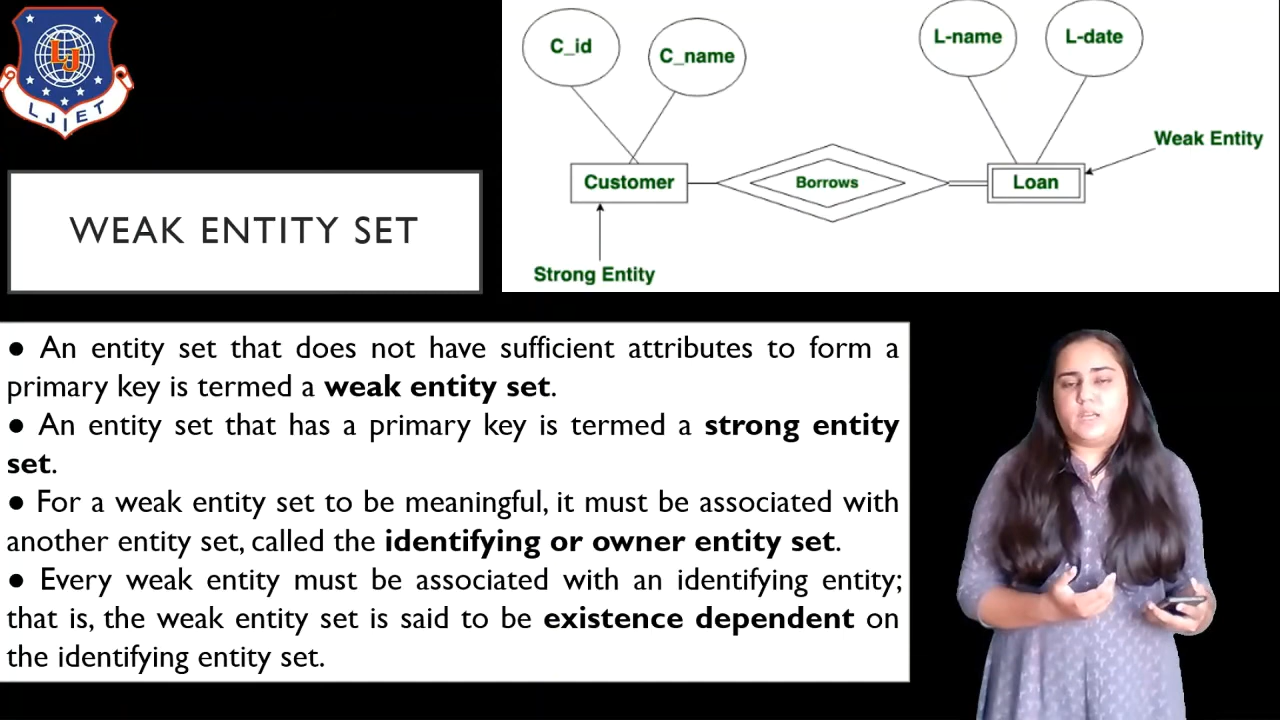 LJ
LJIET
WEAK ENTITY SET
C_id
C_name
L-name
L-date
Weak Entity
Customer
Borrows
Loan
Strong Entity
● An entity set that does not have sufficient attributes to form a
primary key is termed a weak entity set.
● An entity set that has a primary key is termed a strong entity
set.
● For a weak entity set to be meaningful, it must be associated with
another entity set, called the identifying or owner entity set.
● Every weak entity must be associated with an identifying entity;
that is, the weak entity set is said to be existence dependent on
the identifying entity set.